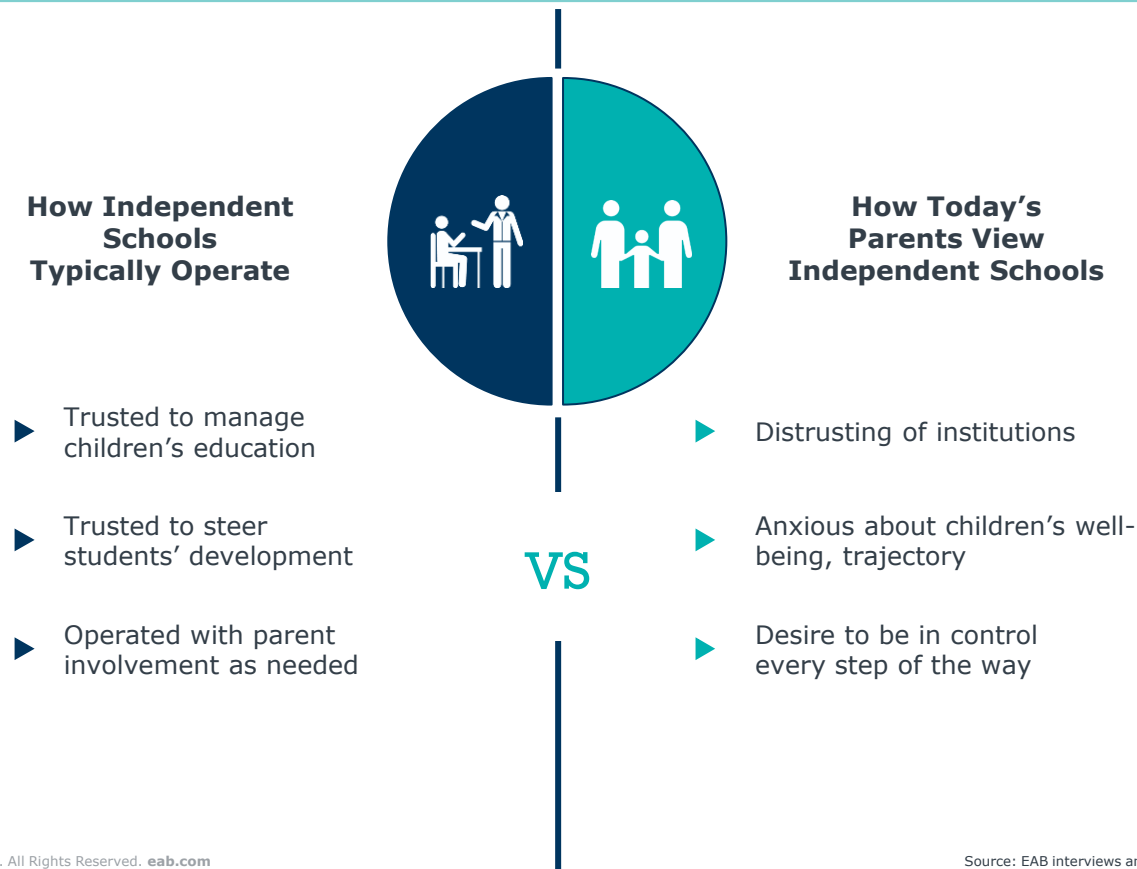 How Independent
Schools
Typically Operate
Trusted to manage
children's education
Trusted to steer
students' development
Operated with parent
involvement as needed
vs
How Today's
Parents View
Independent Schools
Distrusting of institutions
Anxious about children's well-
being, trajectory
Desire to be in control
every step of the way
. All Rights Reserved. eab.com
Source: EAB interviews